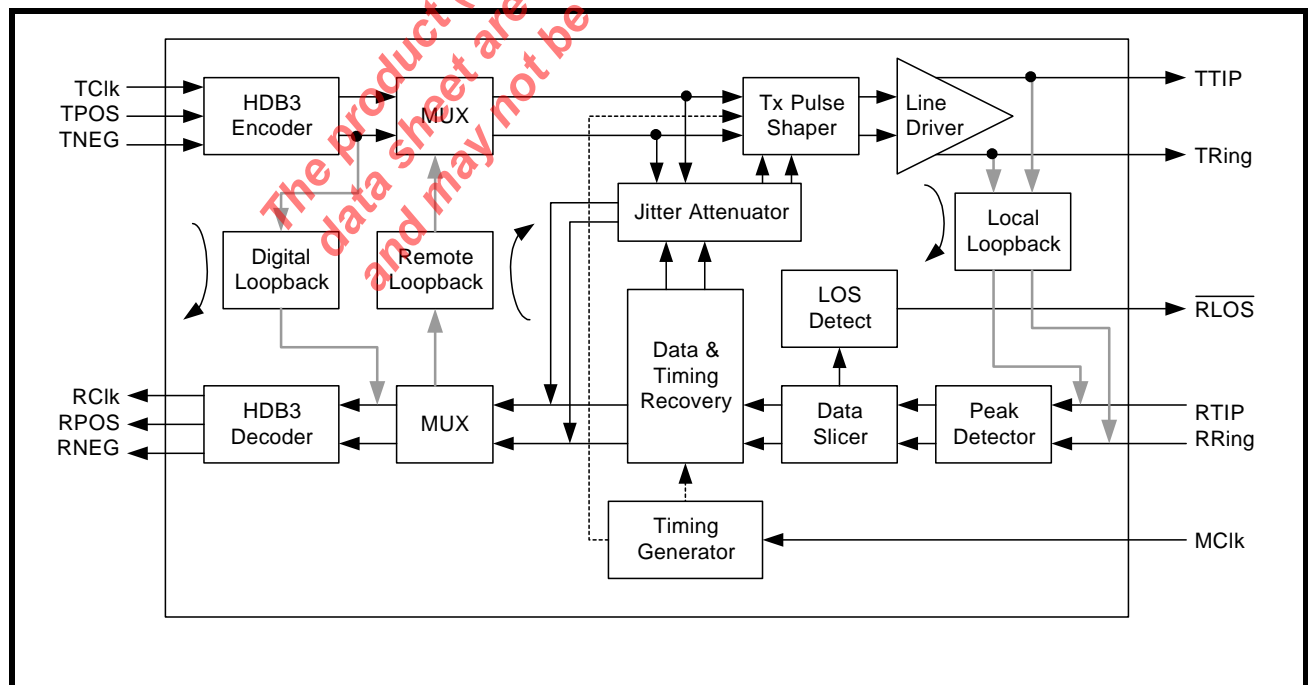 The product
data sheet are
and may not be
TClk
TPOS
TNEG
HDB3
Encoder
MUX
Tx Pulse
Shaper
Line
Driver
TTIP
TRing
Jitter Attenuator
Digital
Loopback
Remote
Loopback
Local
Loopback
LOS
Detect
RLOS
Data &
Timing
Recovery
RClk
RPOS
RNEG
HDB3
Decoder
MUX
Data
Slicer
Peak
Detector
RTIP
RRing
Timing
Generator
MClk